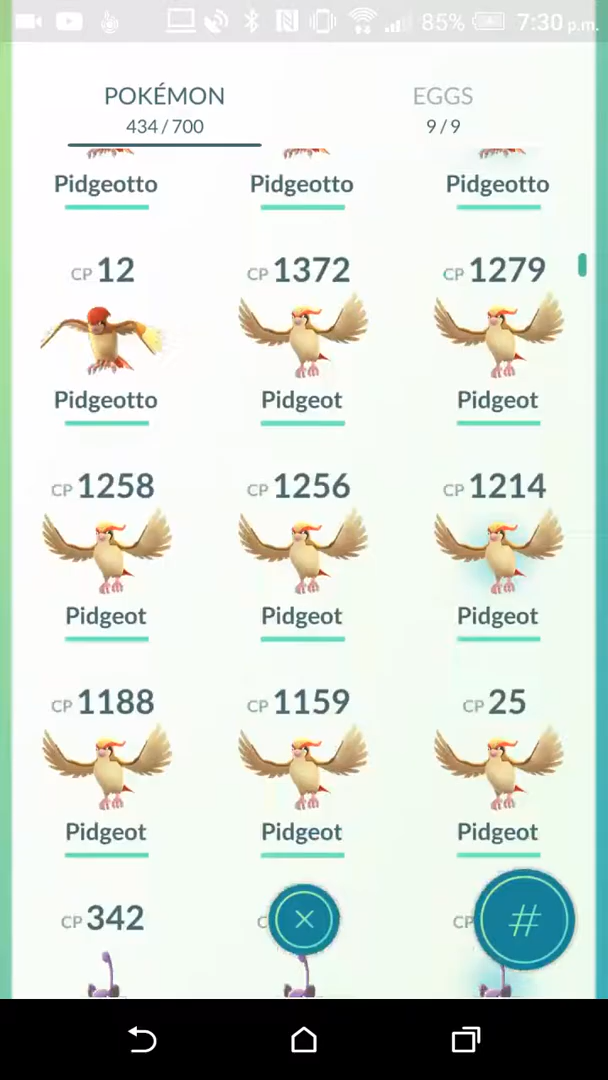 85% 7:30 p.m.
POKÉMON EGGS
434 / 700 9 / 9
Pidgeotto Pidgeotto Pidgeotto
CP 12 CP 1372 CP 1279
Pidgeotto Pidgeot Pidgeot
CP 1258 CP 1256 CP 1214
Pidgeot Pidgeot Pidgeot
CP 1188 CP 1159 CP 25
Pidgeot Pidgeot Pidgeot
CP 342 CP
#